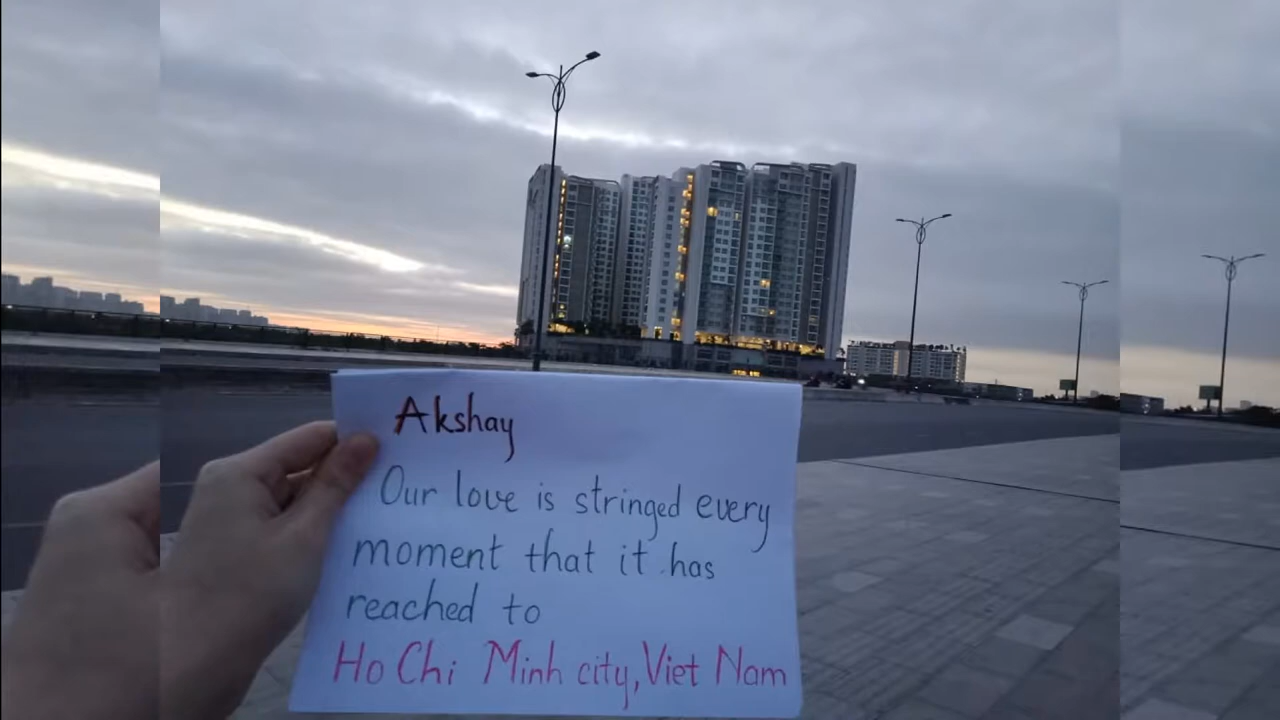 Akshay
Our love is stringed every
moment that it has
reached to
Ho Chi Minh city, Viet Nam